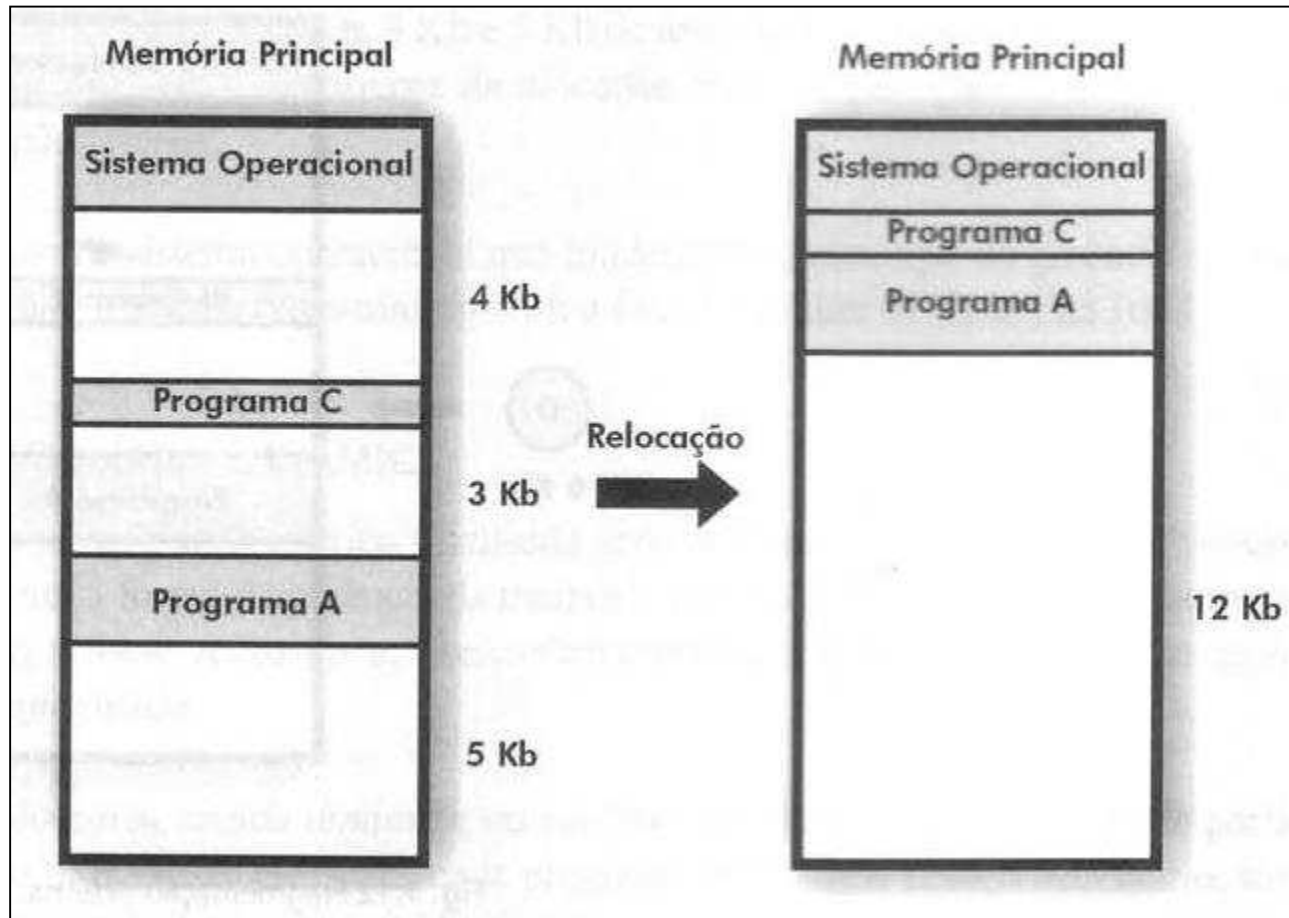 Memória Principal
Sistema Operacional
4 Kb
Programa C
3 Kb
Programa A
5 Kb
Relocação
Memória Principal
Sistema Operacional
Programa C
Programa A
12 Kb